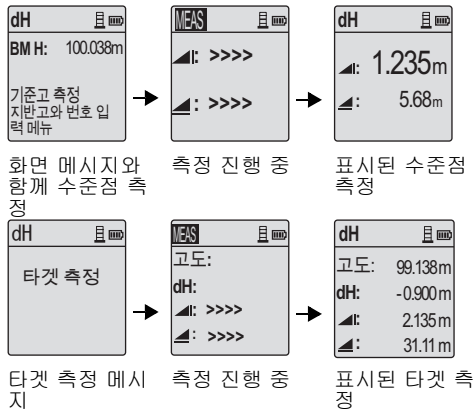 dH
BM H: 100.038m
기준고 측정
지반고와 번호 입
력 메뉴
MEAS
: >>>>
: >>>>
dH
: 1.235m
: 5.68m
화면 메시지와
함께 수준점 측
정
측정 진행 중
표시된 수준점
측정
dH
타겟 측정
MEAS
고도:
dH:
: >>>>
: >>>>
dH
고도: 99.138m
dH: -0.900m
: 2.135m
: 31.11m
타겟 측정 메시
지
측정 진행 중
표시된 타겟 측
정